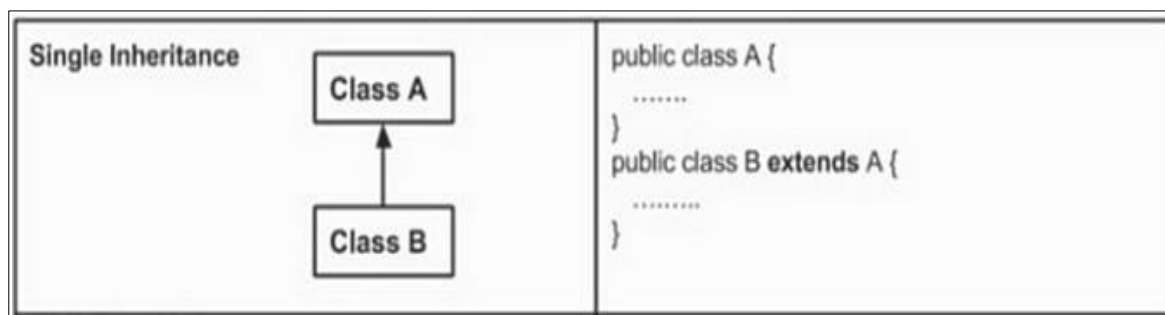 Single Inheritance
Class A
Class B
public class A {
.......
}
public class B extends A {
.........
}